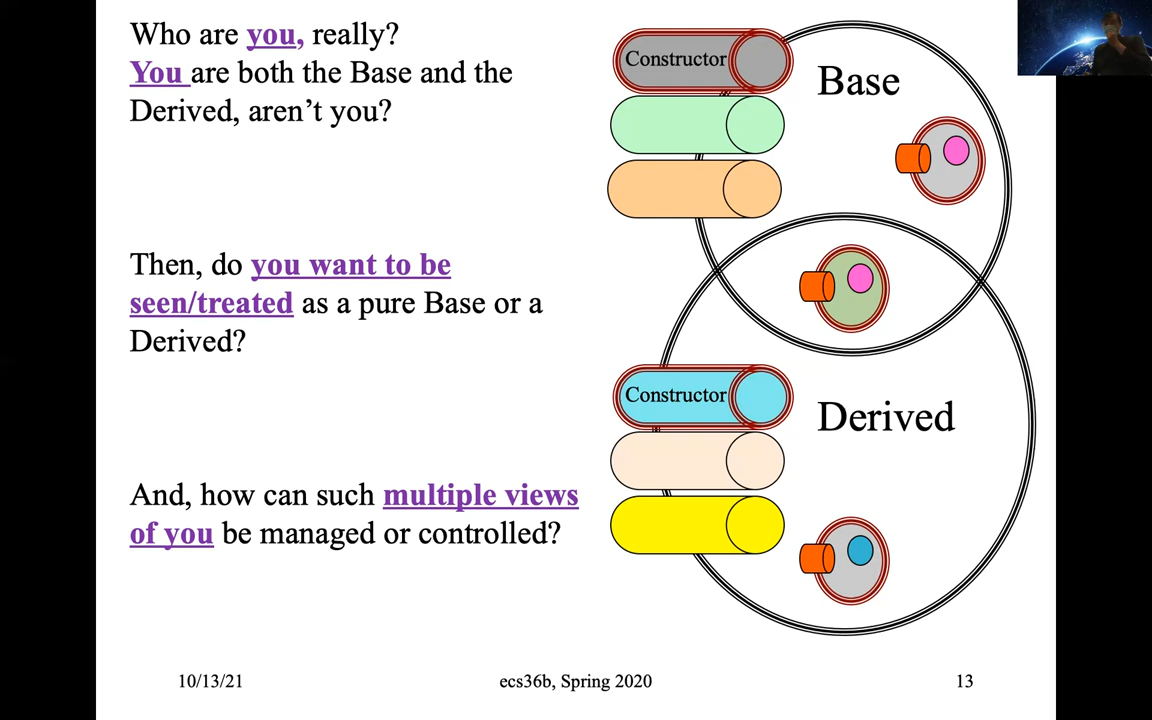 Who are you, really?
You are both the Base and the
Derived, aren’t you?
Then, do you want to be
seen/treated as a pure Base or a
Derived?
And, how can such multiple views
of you be managed or controlled?
Constructor
Base
Constructor
Derived
10/13/21
ecs36b, Spring 2020
13